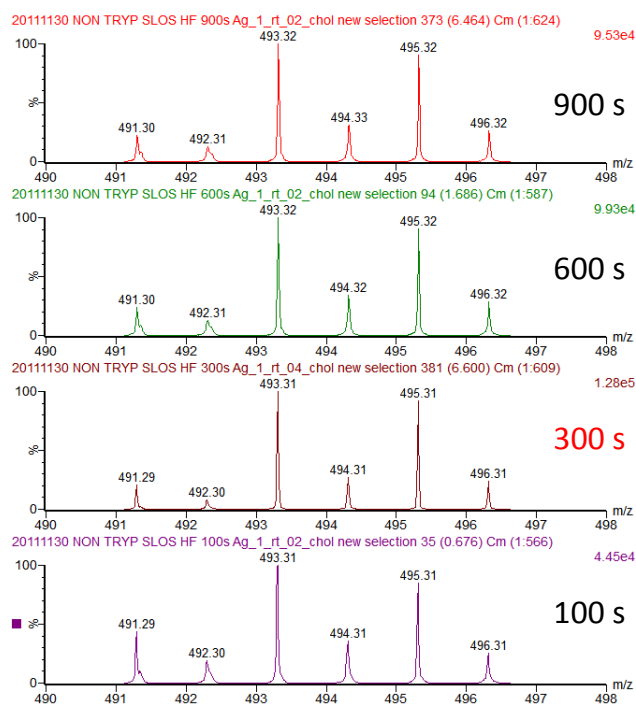 20111130 NON TRYP SLOS HF 900s Ag_1_rt_02_chol new selection 373 (6.464) Cm (1:624)
9.53e4
100
%
0
491.30
492.31
493.32
494.33
495.32
496.32
900 s
490 491 492 493 494 495 496 497 498
m/z
20111130 NON TRYP SLOS HF 600s Ag_1_rt_02_chol new selection 94 (1.686) Cm (1:587)
9.93e4
100
%
0
491.30
492.31
493.32
494.32
495.32
496.32
600 s
490 491 492 493 494 495 496 497 498
m/z
20111130 NON TRYP SLOS HF 300s Ag_1_rt_04_chol new selection 381 (6.600) Cm (1:609)
1.28e5
100
%
0
491.29
492.30
493.31
494.31
495.31
496.31
300 s
490 491 492 493 494 495 496 497 498
m/z
20111130 NON TRYP SLOS HF 100s Ag_1_rt_02_chol new selection 35 (0.676) Cm (1:566)
4.45e4
100
%
0
491.29
492.30
493.31
494.31
495.31
496.31
100 s
490 491 492 493 494 495 496 497 498
m/z